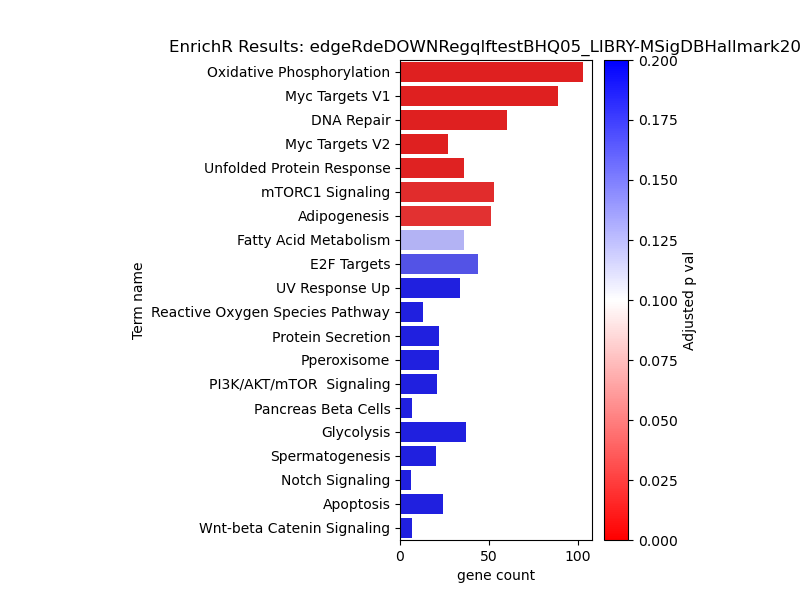 EnrichR Results: edgeRdeDOWNRegqlftestBHQ05_LIBRY-MSigDBHallmark20
Oxidative Phosphorylation
Myc Targets V1
DNA Repair
Myc Targets V2
Unfolded Protein Response
mTORC1 Signaling
Adipogenesis
Fatty Acid Metabolism
E2F Targets
UV Response Up
Reactive Oxygen Species Pathway
Protein Secretion
Pperoxisome
PI3K/AKT/mTOR  Signaling
Pancreas Beta Cells
Glycolysis
Spermatogenesis
Notch Signaling
Apoptosis
Wnt-beta Catenin Signaling
Term name
0 50 100
gene count
0.200
0.175
0.150
0.125
0.100
0.075
0.050
0.025
0.000
Adjusted p val